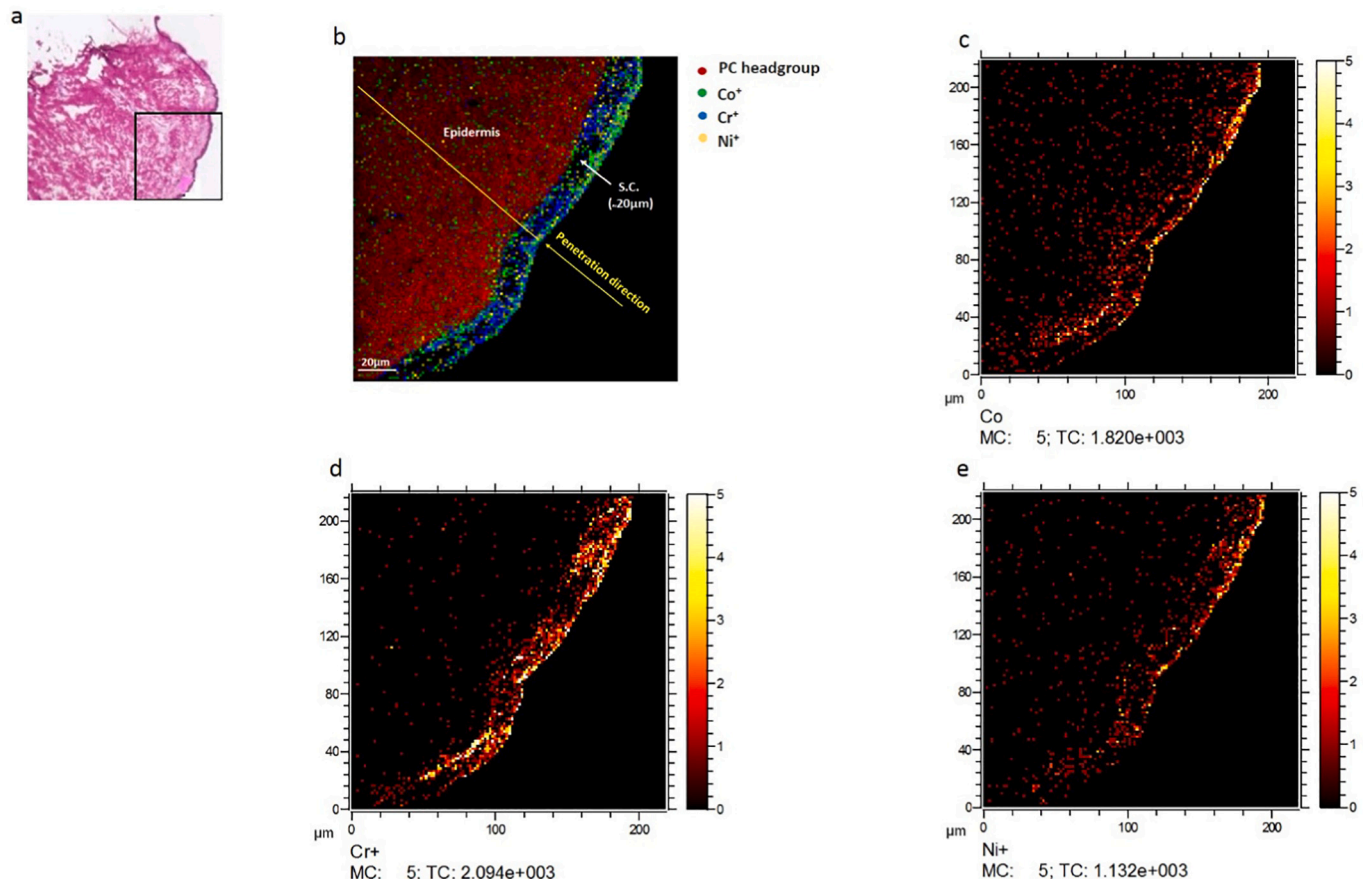 a
b
Epidermis
S.C.
(~20µm)
Penetration direction
20µm
PC headgroup
Co⁺
Cr⁺
Ni⁺
c
200
160
120
80
40
0
µm
0 100 200
5
4
3
2
1
0
Co
MC: 5; TC: 1.820e+003
d
200
160
120
80
40
0
µm
0 100 200
5
4
3
2
1
0
Cr+
MC: 5; TC: 2.094e+003
e
200
160
120
80
40
0
µm
0 100 200
5
4
3
2
1
0
Ni+
MC: 5; TC: 1.132e+003